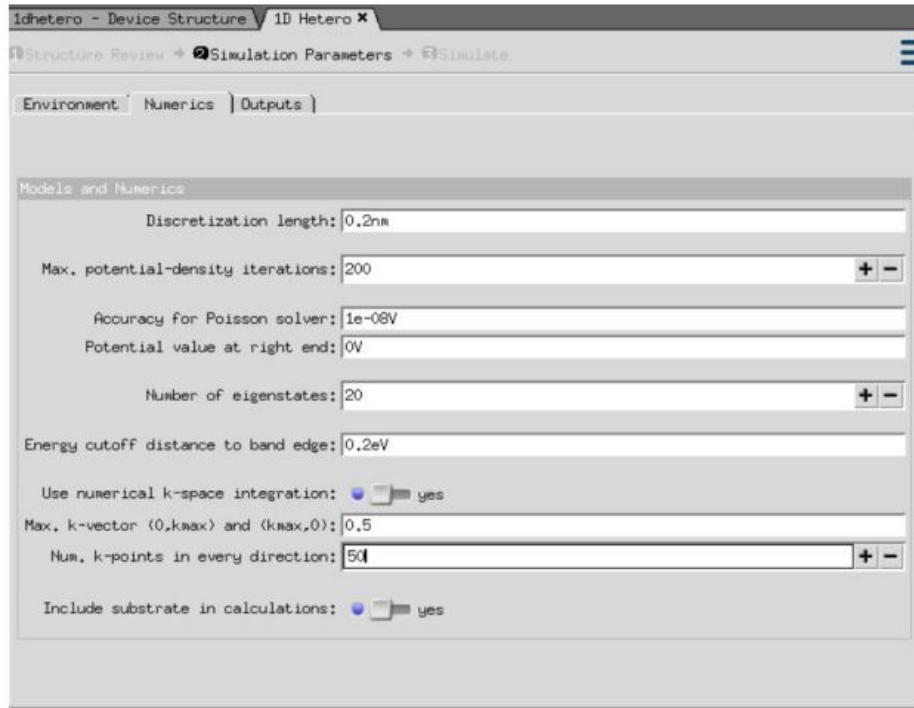 1dhetero - Device Structure 1D Hetero ×
1 Structure Review → 2 Simulation Parameters → 3 Simulate
Environment Numerics Outputs
Models and Numerics
Discretization length: 0.2nm
Max. potential-density iterations: 200 + −
Accuracy for Poisson solver: 1e-08V
Potential value at right end: 0V
Number of eigenstates: 20 + −
Energy cutoff distance to band edge: 0.2eV
Use numerical k-space integration: yes
Max. k-vector (0,kmax) and (kmax,0): 0.5
Num. k-points in every direction: 50 + −
Include substrate in calculations: yes